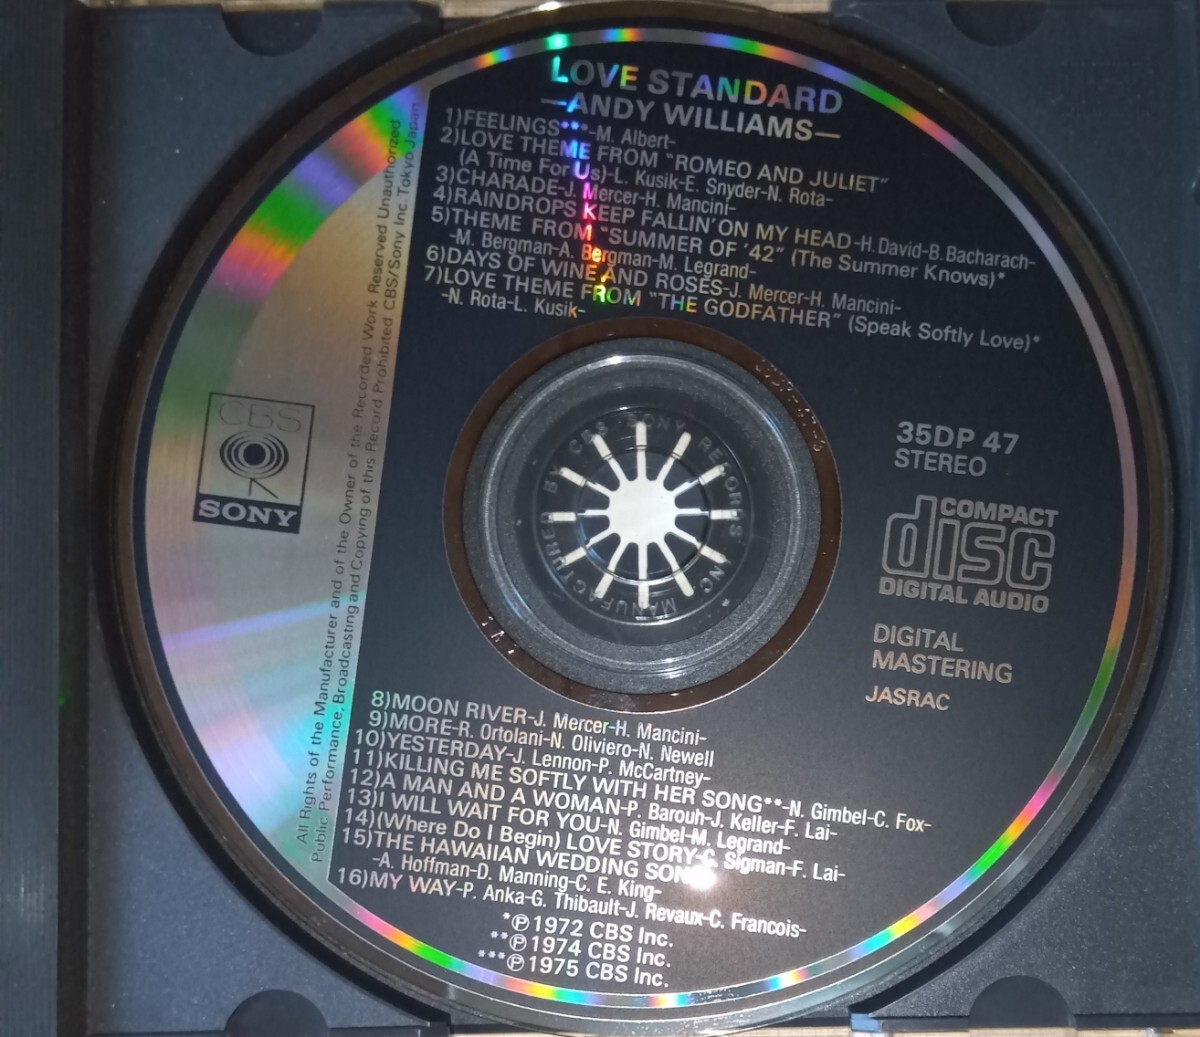 LOVE STANDARD
—ANDY WILLIAMS—
1)FEELINGS***-M. Albert-
2)LOVE THEME FROM "ROMEO AND JULIET"
(A Time For Us)-L. Kusik-E. Snyder-N. Rota-
3)CHARADE-J. Mercer-H. Mancini-
4)RAINDROPS KEEP FALLIN' ON MY HEAD-H. David-B. Bacharach-
5)THEME FROM "SUMMER OF '42" (The Summer Knows)*
-M. Bergman-A. Bergman-M. Legrand-
6)DAYS OF WINE AND ROSES-J. Mercer-H. Mancini-
7)LOVE THEME FROM "THE GODFATHER" (Speak Softly Love)*
-N. Rota-L. Kusik-
CBS
SONY
35DP 47
STEREO
COMPACT
disc
DIGITAL AUDIO
DIGITAL
MASTERING
JASRAC
MANUFACTURED BY CBS SONY RECORDS INC.
8)MOON RIVER-J. Mercer-H. Mancini-
9)MORE-R. Ortolani-N. Oliviero-N. Newell
10)YESTERDAY-J. Lennon-P. McCartney-
11)KILLING ME SOFTLY WITH HER SONG**-N. Gimbel-C. Fox-
12)A MAN AND A WOMAN-P. Barouh-J. Keller-F. Lai-
13)I WILL WAIT FOR YOU-N. Gimbel-M. Legrand-
14)(Where Do I Begin) LOVE STORY-C. Sigman-F. Lai-
15)THE HAWAIIAN WEDDING SONG
-A. Hoffman-D. Manning-C. E. King-
16)MY WAY-P. Anka-G. Thibault-J. Revaux-C. Francois-
*℗1972 CBS Inc.
**℗1974 CBS Inc.
***℗1975 CBS Inc.
All Rights of the Manufacturer and of the Owner of the Recorded Work Reserved Unauthorized
Public Performance, Broadcasting and Copying of this Record Prohibited CBS/Sony Inc. Tokyo Japan